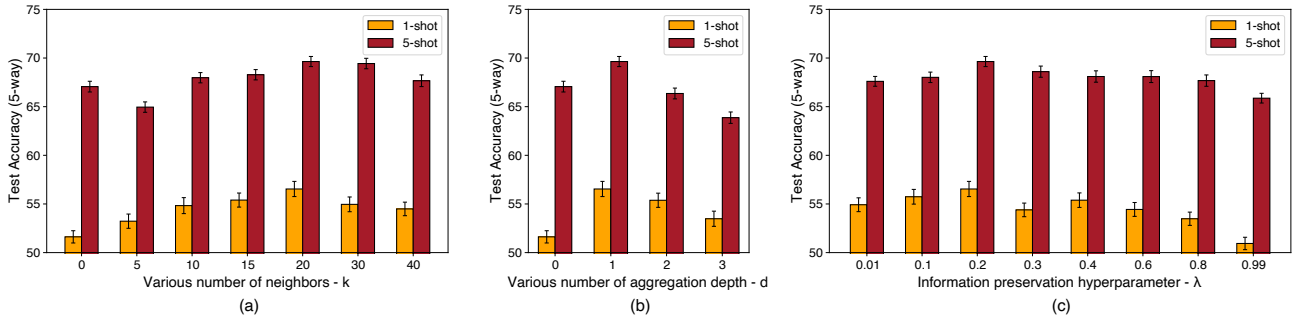 Test Accuracy (5-way)
75
70
65
60
55
50
1-shot
5-shot
0 5 10 15 20 30 40
Various number of neighbors - k
(a)
Test Accuracy (5-way)
75
70
65
60
55
50
1-shot
5-shot
0 1 2 3
Various number of aggregation depth - d
(b)
Test Accuracy (5-way)
75
70
65
60
55
50
1-shot
5-shot
0.01 0.1 0.2 0.3 0.4 0.6 0.8 0.99
Information preservation hyperparameter - λ
(c)